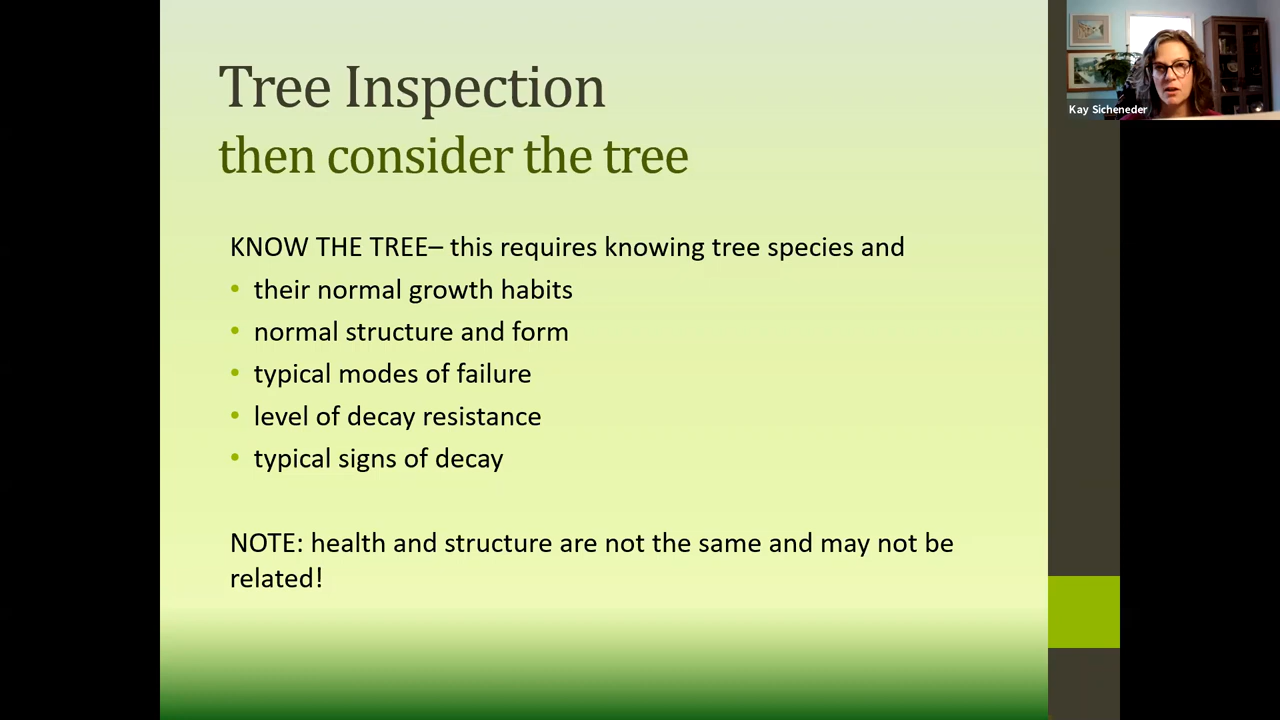 Tree Inspection
then consider the tree
KNOW THE TREE– this requires knowing tree species and
• their normal growth habits
• normal structure and form
• typical modes of failure
• level of decay resistance
• typical signs of decay
NOTE: health and structure are not the same and may not be
related!
Kay Sicheneder